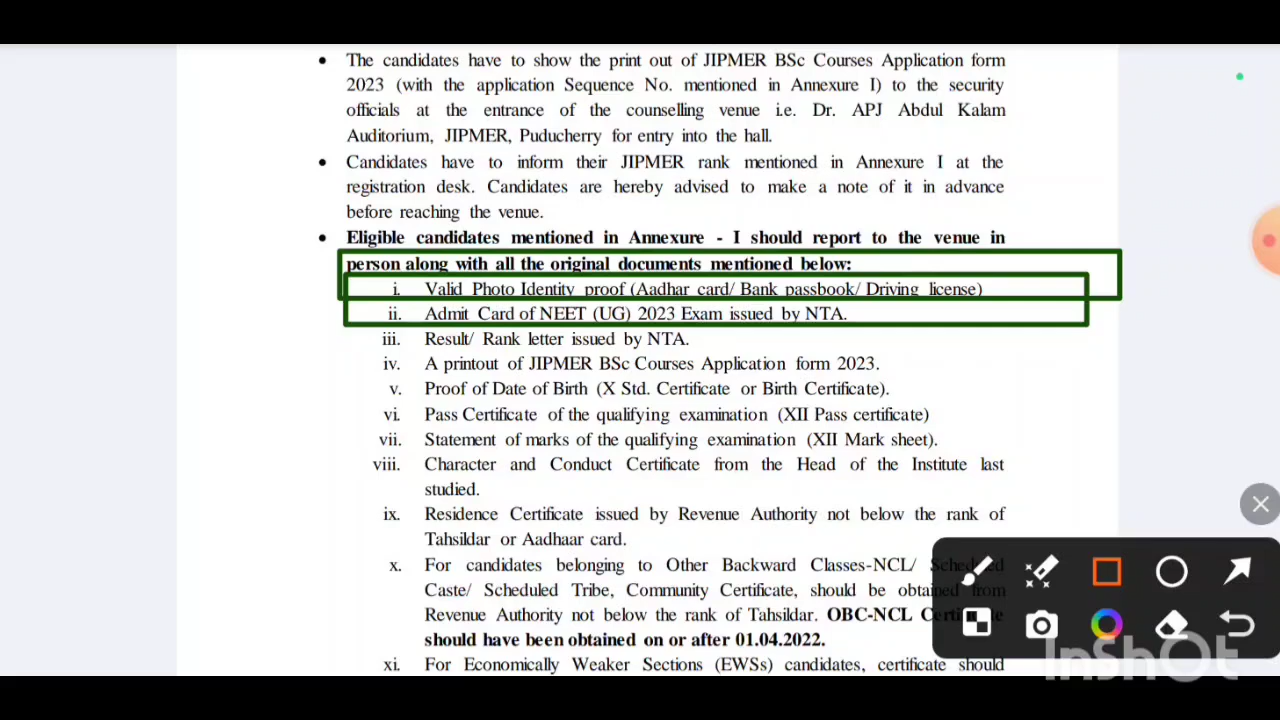 • The candidates have to show the print out of JIPMER BSc Courses Application form
2023 (with the application Sequence No. mentioned in Annexure I) to the security
officials at the entrance of the counselling venue i.e. Dr. APJ Abdul Kalam
Auditorium, JIPMER, Puducherry for entry into the hall.
• Candidates have to inform their JIPMER rank mentioned in Annexure I at the
registration desk. Candidates are hereby advised to make a note of it in advance
before reaching the venue.
• Eligible candidates mentioned in Annexure - I should report to the venue in
person along with all the original documents mentioned below:
i. Valid Photo Identity proof (Aadhar card/ Bank passbook/ Driving license)
ii. Admit Card of NEET (UG) 2023 Exam issued by NTA.
iii. Result/ Rank letter issued by NTA.
iv. A printout of JIPMER BSc Courses Application form 2023.
v. Proof of Date of Birth (X Std. Certificate or Birth Certificate).
vi. Pass Certificate of the qualifying examination (XII Pass certificate)
vii. Statement of marks of the qualifying examination (XII Mark sheet).
viii. Character and Conduct Certificate from the Head of the Institute last
studied.
ix. Residence Certificate issued by Revenue Authority not below the rank of
Tahsildar or Aadhaar card.
x. For candidates belonging to Other Backward Classes-NCL/ Scheduled
Caste/ Scheduled Tribe, Community Certificate, should be obtained from
Revenue Authority not below the rank of Tahsildar. OBC-NCL Certificate
should have been obtained on or after 01.04.2022.
xi. For Economically Weaker Sections (EWSs) candidates, certificate should
InShOt